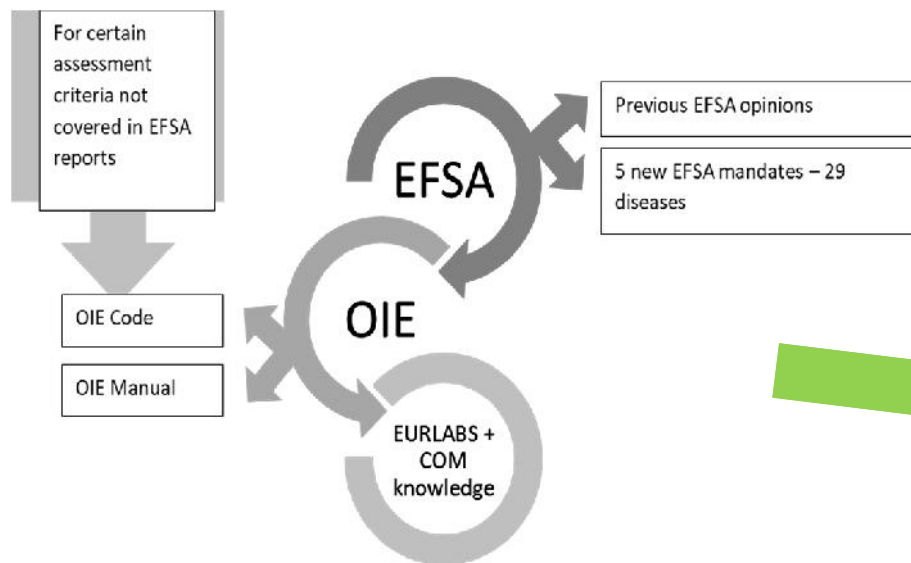 For certain
assessment
criteria not
covered in EFSA
reports
EFSA
Previous EFSA opinions
5 new EFSA mandates – 29
diseases
OIE Code
OIE Manual
OIE
EURLABS +
COM
knowledge